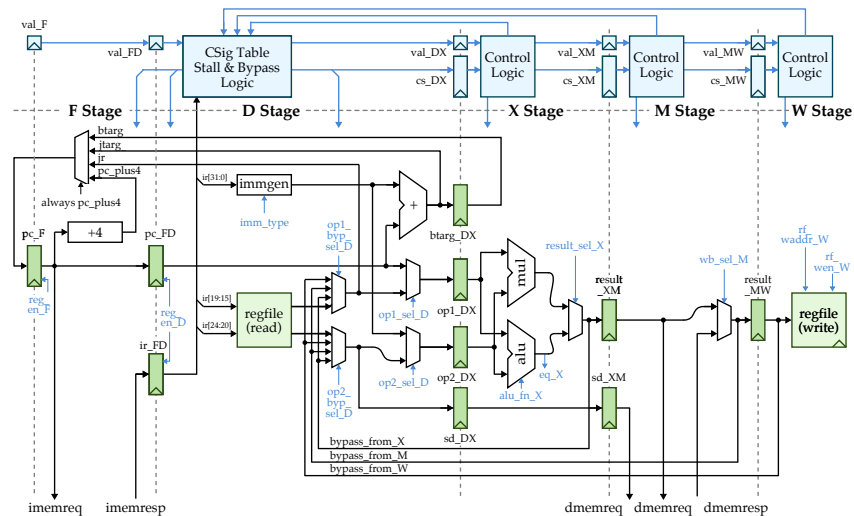 val_F
val_FD
CSig Table
Stall & Bypass
Logic
val_DX
cs_DX
Control
Logic
val_XM
cs_XM
Control
Logic
val_MW
cs_MW
Control
Logic
F Stage
D Stage
X Stage
M Stage
W Stage
btarg
jtarg
jr
pc_plus4
always pc_plus4
ir[31:0]
immgen
imm_type
+
btarg_DX
pc_F
+4
pc_FD
reg_
en_F
reg_
en_D
op1_
byp_
sel_D
ir[19:15]
ir[24:20]
regfile
(read)
op1_sel_D
op1_DX
mul
result_sel_X
result
_XM
wb_sel_M
result
_MW
rf_
waddr_W
rf_
wen_W
regfile
(write)
ir_FD
op2_
byp_
sel_D
op2_sel_D
op2_DX
alu
alu_fn_X
eq_X
sd_XM
sd_DX
bypass_from_X
bypass_from_M
bypass_from_W
imemreq
imemresp
dmemreq
dmemreq
dmemresp